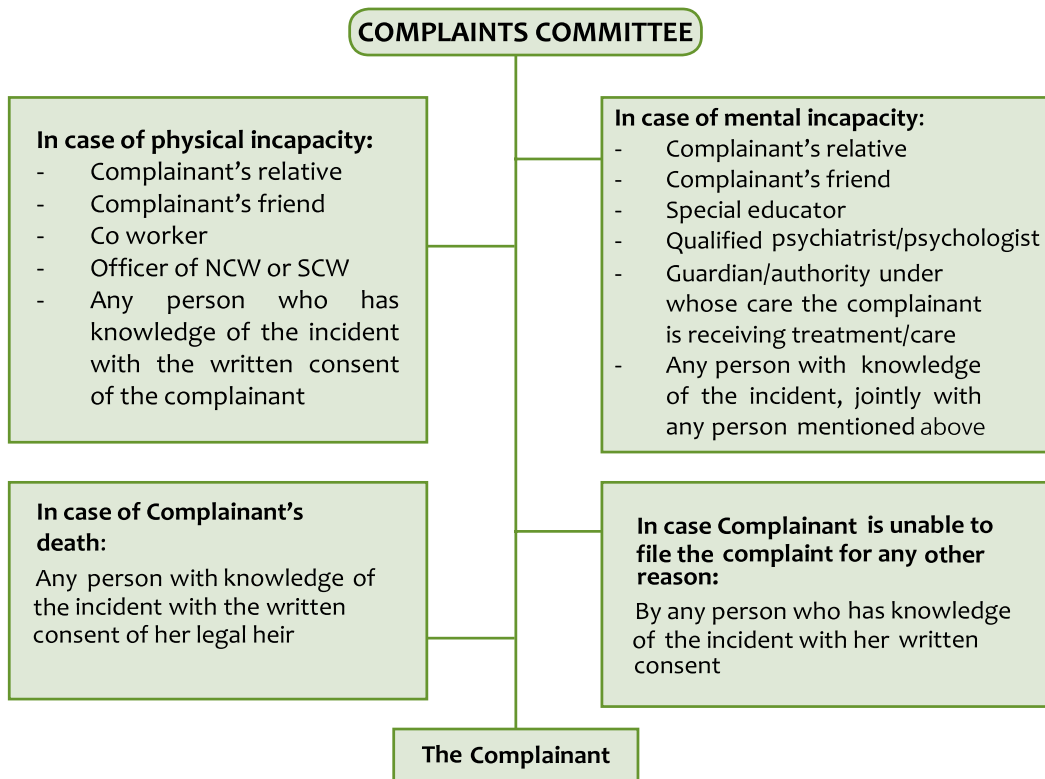 COMPLAINTS COMMITTEE
In case of physical incapacity:
- Complainant's relative
- Complainant's friend
- Co worker
- Officer of NCW or SCW
- Any person who has
knowledge of the incident
with the written consent
of the complainant
In case of mental incapacity:
- Complainant's relative
- Complainant's friend
- Special educator
- Qualified psychiatrist/psychologist
- Guardian/authority under
whose care the complainant
is receiving treatment/care
- Any person with knowledge
of the incident, jointly with
any person mentioned above
In case of Complainant's
death:
Any person with knowledge of
the incident with the written
consent of her legal heir
In case Complainant is unable to
file the complaint for any other
reason:
By any person who has knowledge
of the incident with her written
consent
The Complainant